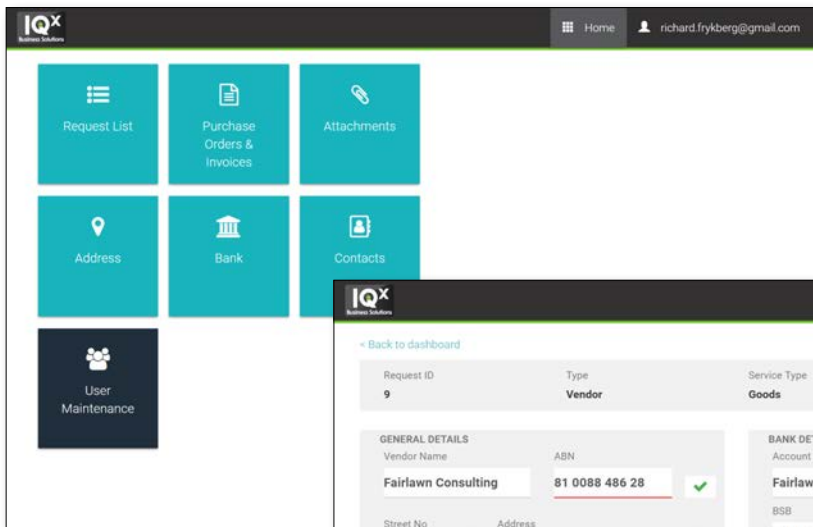 IQX
Business Solutions
Home
richard.frykberg@gmail.com
Request List
Purchase
Orders &
Invoices
Attachments
Address
Bank
Contacts
User
Maintenance
IQX
Business Solutions
< Back to dashboard
Request ID
Type
Service Type
9
Vendor
Goods
GENERAL DETAILS
BANK DET
Vendor Name
ABN
Account
Fairlawn Consulting
81 0088 486 28
Fairlaw
BSB
Street No
Address